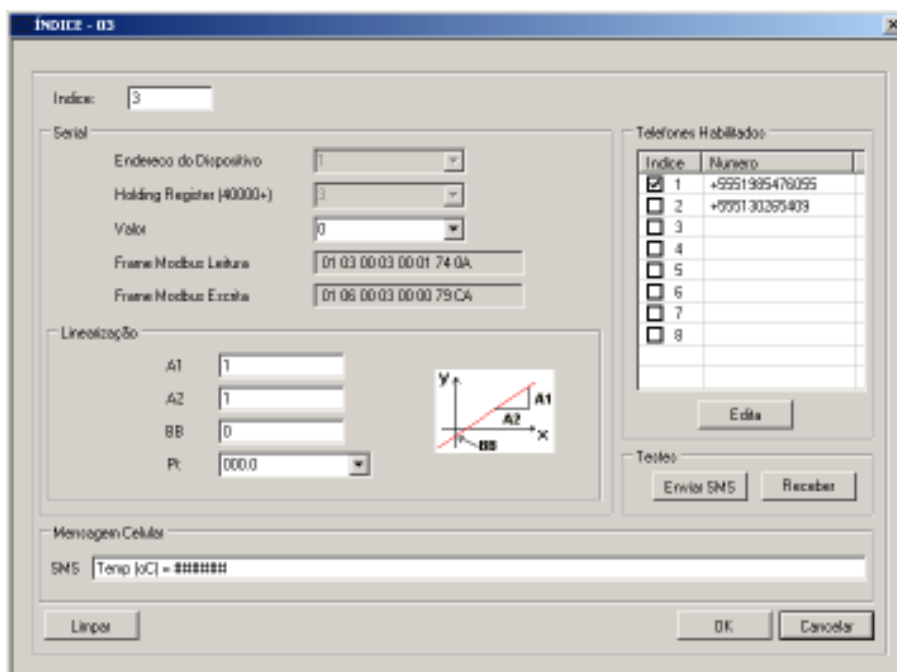 ÍNDICE - 03
Indice: 3
Serial
Endereco do Dispositivo 1
Holding Register (40000+) 3
Valor 0
Frame Modbus Leitura 01 03 00 03 00 01 74 0A
Frame Modbus Escrita 01 06 00 03 00 00 79 CA
Linearização
A1 1
A2 1
BB 0
Pt 000.0
y
A1
A2
x
BB
Telefones Habilitados
Indice Numero
1 +5551985476055
2 +555130265409
3
4
5
6
7
8
Edita
Testes
Enviar SMS Receber
Mensagem Celular
SMS Temp (oC) = ######
Limpar OK Cancelar